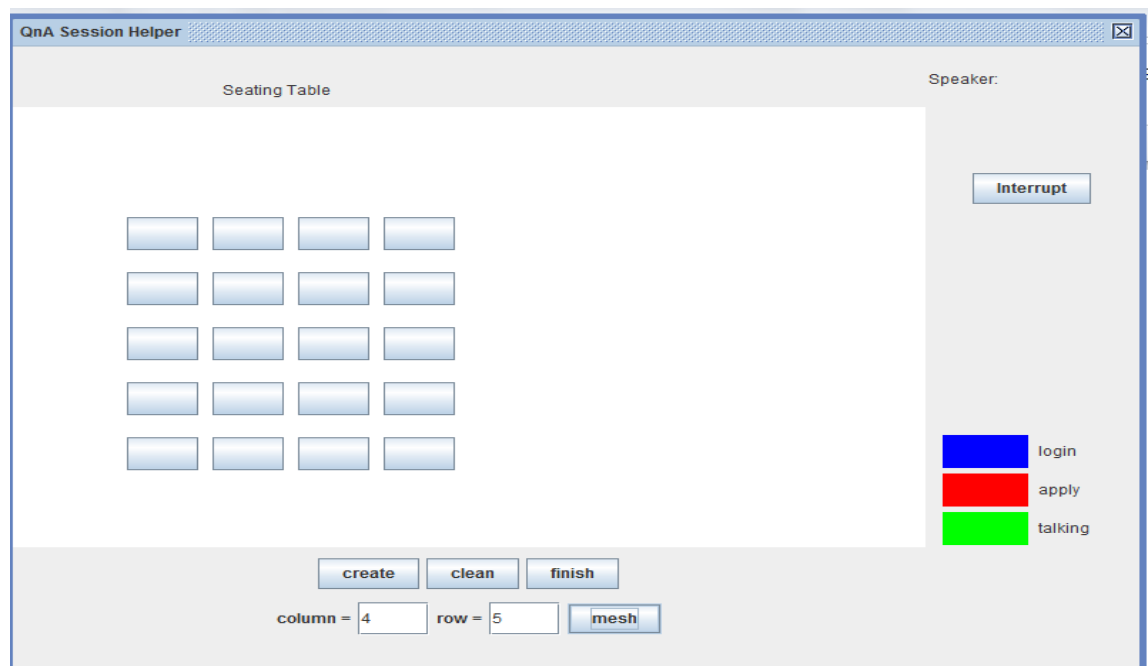 QnA Session Helper
Speaker:
Seating Table
Interrupt
login
apply
talking
create clean finish
column = 4 row = 5 mesh